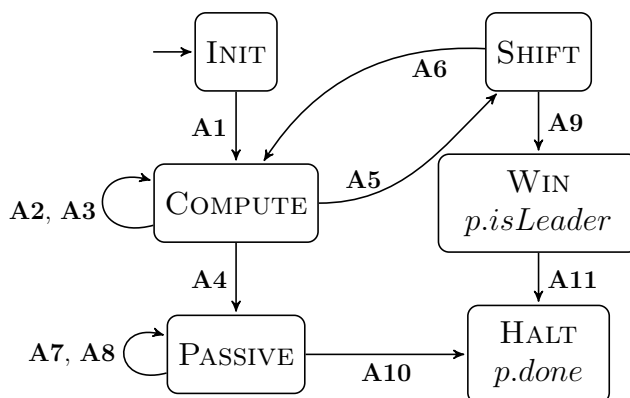 INIT
SHIFT
A6
A1
A9
COMPUTE
A5
WIN
p.isLeader
A2, A3
A4
A11
PASSIVE
A7, A8
A10
HALT
p.done